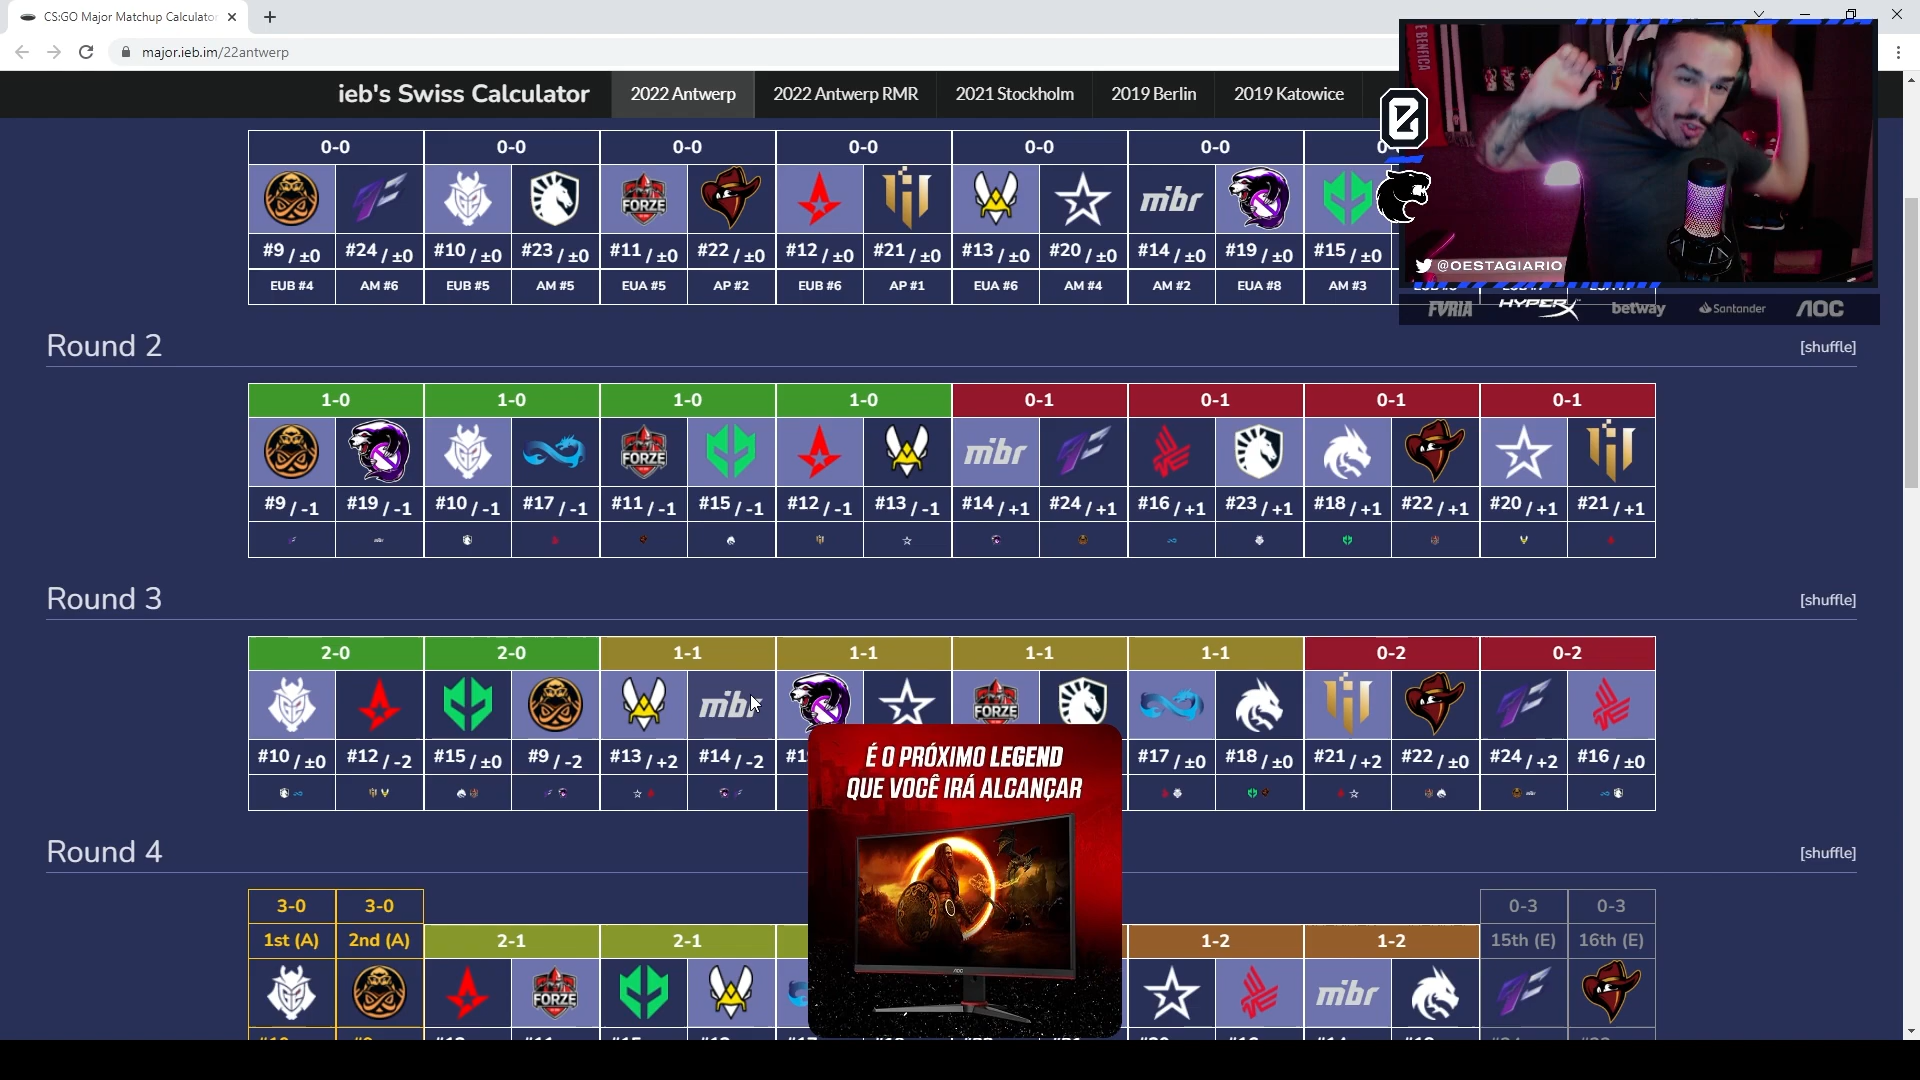 CS:GO Major Matchup Calculator
major.ieb.im/22antwerp
ieb's Swiss Calculator
2022 Antwerp
2022 Antwerp RMR
2021 Stockholm
2019 Berlin
2019 Katowice
E BENFICA
@OESTAGIARIO
FVRIA HYPERX betway Santander AOC
0-0 0-0 0-0 0-0 0-0 0-0
FORZE mibr
#9 / ±0 #24 / ±0 #10 / ±0 #23 / ±0 #11 / ±0 #22 / ±0 #12 / ±0 #21 / ±0 #13 / ±0 #20 / ±0 #14 / ±0 #19 / ±0 #15 / ±0
EUB #4 AM #6 EUB #5 AM #5 EUA #5 AP #2 EUB #6 AP #1 EUA #6 AM #4 AM #2 EUA #8 AM #3
Round 2
[shuffle]
1-0 1-0 1-0 1-0 0-1 0-1 0-1 0-1
FORZE mibr
#9 / -1 #19 / -1 #10 / -1 #17 / -1 #11 / -1 #15 / -1 #12 / -1 #13 / -1 #14 / +1 #24 / +1 #16 / +1 #23 / +1 #18 / +1 #22 / +1 #20 / +1 #21 / +1
Round 3
[shuffle]
2-0 2-0 1-1 1-1 1-1 1-1 0-2 0-2
mibr FORZE
#10 / ±0 #12 / -2 #15 / ±0 #9 / -2 #13 / +2 #14 / -2 #17 / ±0 #18 / ±0 #21 / +2 #22 / ±0 #24 / +2 #16 / ±0
É O PRÓXIMO LEGEND
QUE VOCÊ IRÁ ALCANÇAR
AOC
Round 4
[shuffle]
3-0 3-0 0-3 0-3
1st (A) 2nd (A) 2-1 2-1 1-2 1-2 15th (E) 16th (E)
FORZE mibr